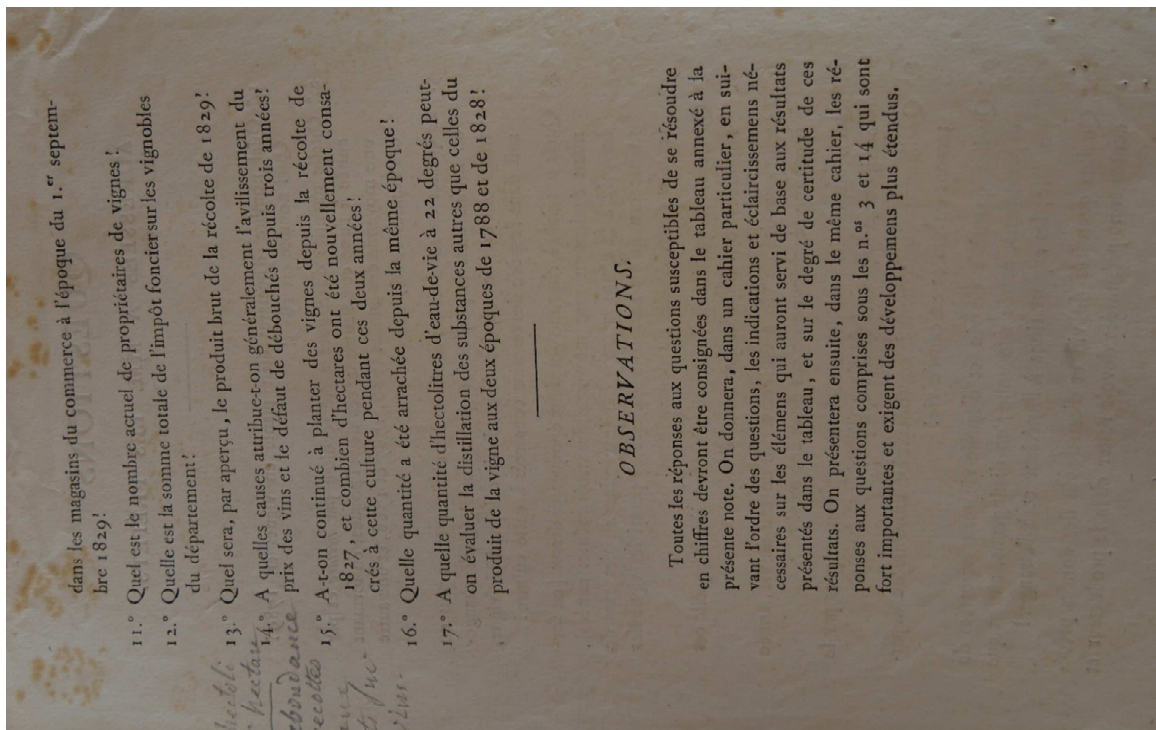 dans les magasins du commerce à l'époque du 1.er septem-
bre 1829!
11.° Quel est le nombre actuel de propriétaires de vignes!
12.° Quelle est la somme totale de l'impôt foncier sur les vignobles
du département!
13.° Quel sera, par aperçu, le produit brut de la récolte de 1829!
14.° A quelles causes attribue-t-on généralement l'avilissement du
prix des vins et le défaut de débouchés depuis trois années!
15.° A-t-on continué à planter des vignes depuis la récolte de
1827, et combien d'hectares ont été nouvellement consa-
crés à cette culture pendant ces deux années!
16.° Quelle quantité a été arrachée depuis la même époque!
17.° A quelle quantité d'hectolitres d'eau-de-vie à 22 degrés peut-
on évaluer la distillation des substances autres que celles du
produit de la vigne aux deux époques de 1788 et de 1828!
hectoli
hectare
abondance
recoltes
OBSERVATIONS.
Toutes les réponses aux questions susceptibles de se résoudre
en chiffres devront être consignées dans le tableau annexé à la
présente note. On donnera, dans un cahier particulier, en sui-
vant l'ordre des questions, les indications et éclaircissemens né-
cessaires sur les élémens qui auront servi de base aux résultats
présentés dans le tableau, et sur le degré de certitude de ces
résultats. On présentera ensuite, dans le même cahier, les ré-
ponses aux questions comprises sous les n.os 3 et 14 qui sont
fort importantes et exigent des développemens plus étendus.